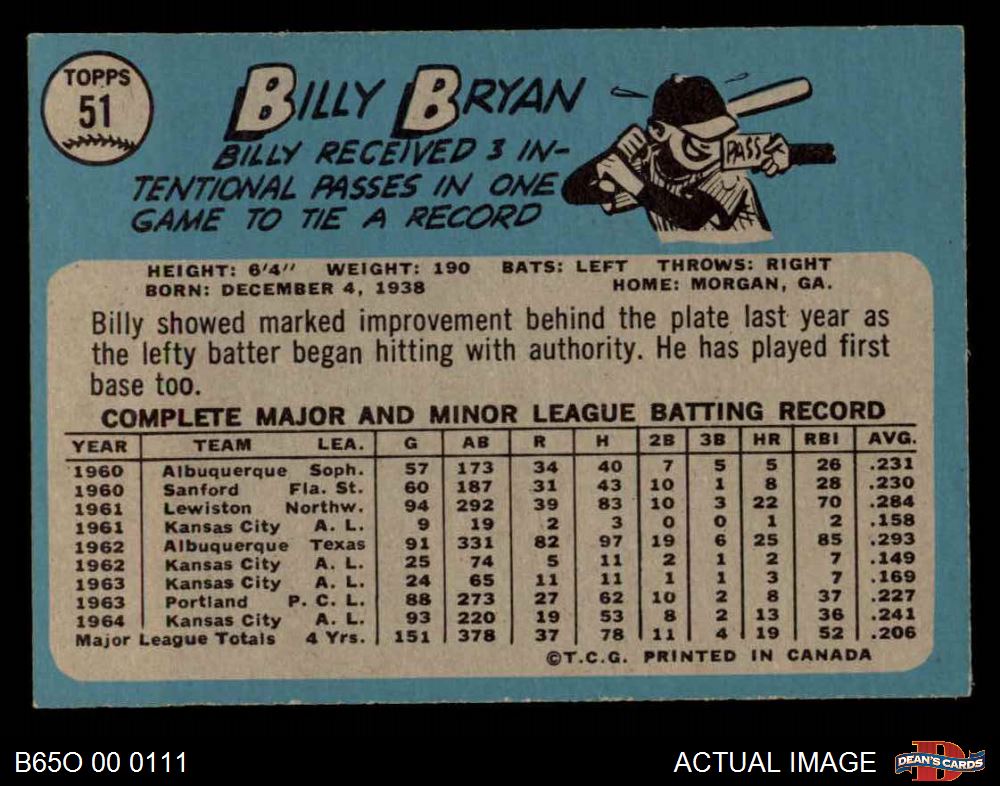 TOPPS
51
BILLY BRYAN
BILLY RECEIVED 3 IN-
TENTIONAL PASSES IN ONE
GAME TO TIE A RECORD
PASS
HEIGHT: 6'4" WEIGHT: 190 BATS: LEFT THROWS: RIGHT
BORN: DECEMBER 4, 1938 HOME: MORGAN, GA.
Billy showed marked improvement behind the plate last year as
the lefty batter began hitting with authority. He has played first
base too.
COMPLETE MAJOR AND MINOR LEAGUE BATTING RECORD
YEAR TEAM LEA. G AB R H 2B 3B HR RBI AVG.
1960 Albuquerque Soph. 57 173 34 40 7 5 5 26 .231
1960 Sanford Fla. St. 60 187 31 43 10 1 8 28 .230
1961 Lewiston Northw. 94 292 39 83 10 3 22 70 .284
1961 Kansas City A. L. 9 19 2 3 0 0 1 2 .158
1962 Albuquerque Texas 91 331 82 97 19 6 25 85 .293
1962 Kansas City A. L. 25 74 5 11 2 1 2 7 .149
1963 Kansas City A. L. 24 65 11 11 1 1 3 7 .169
1963 Portland P. C. L. 88 273 27 62 10 2 8 37 .227
1964 Kansas City A. L. 93 220 19 53 8 2 13 36 .241
Major League Totals 4 Yrs. 151 378 37 78 11 4 19 52 .206
©T.C.G. PRINTED IN CANADA
B65O 00 0111 ACTUAL IMAGE D DEAN'S CARDS